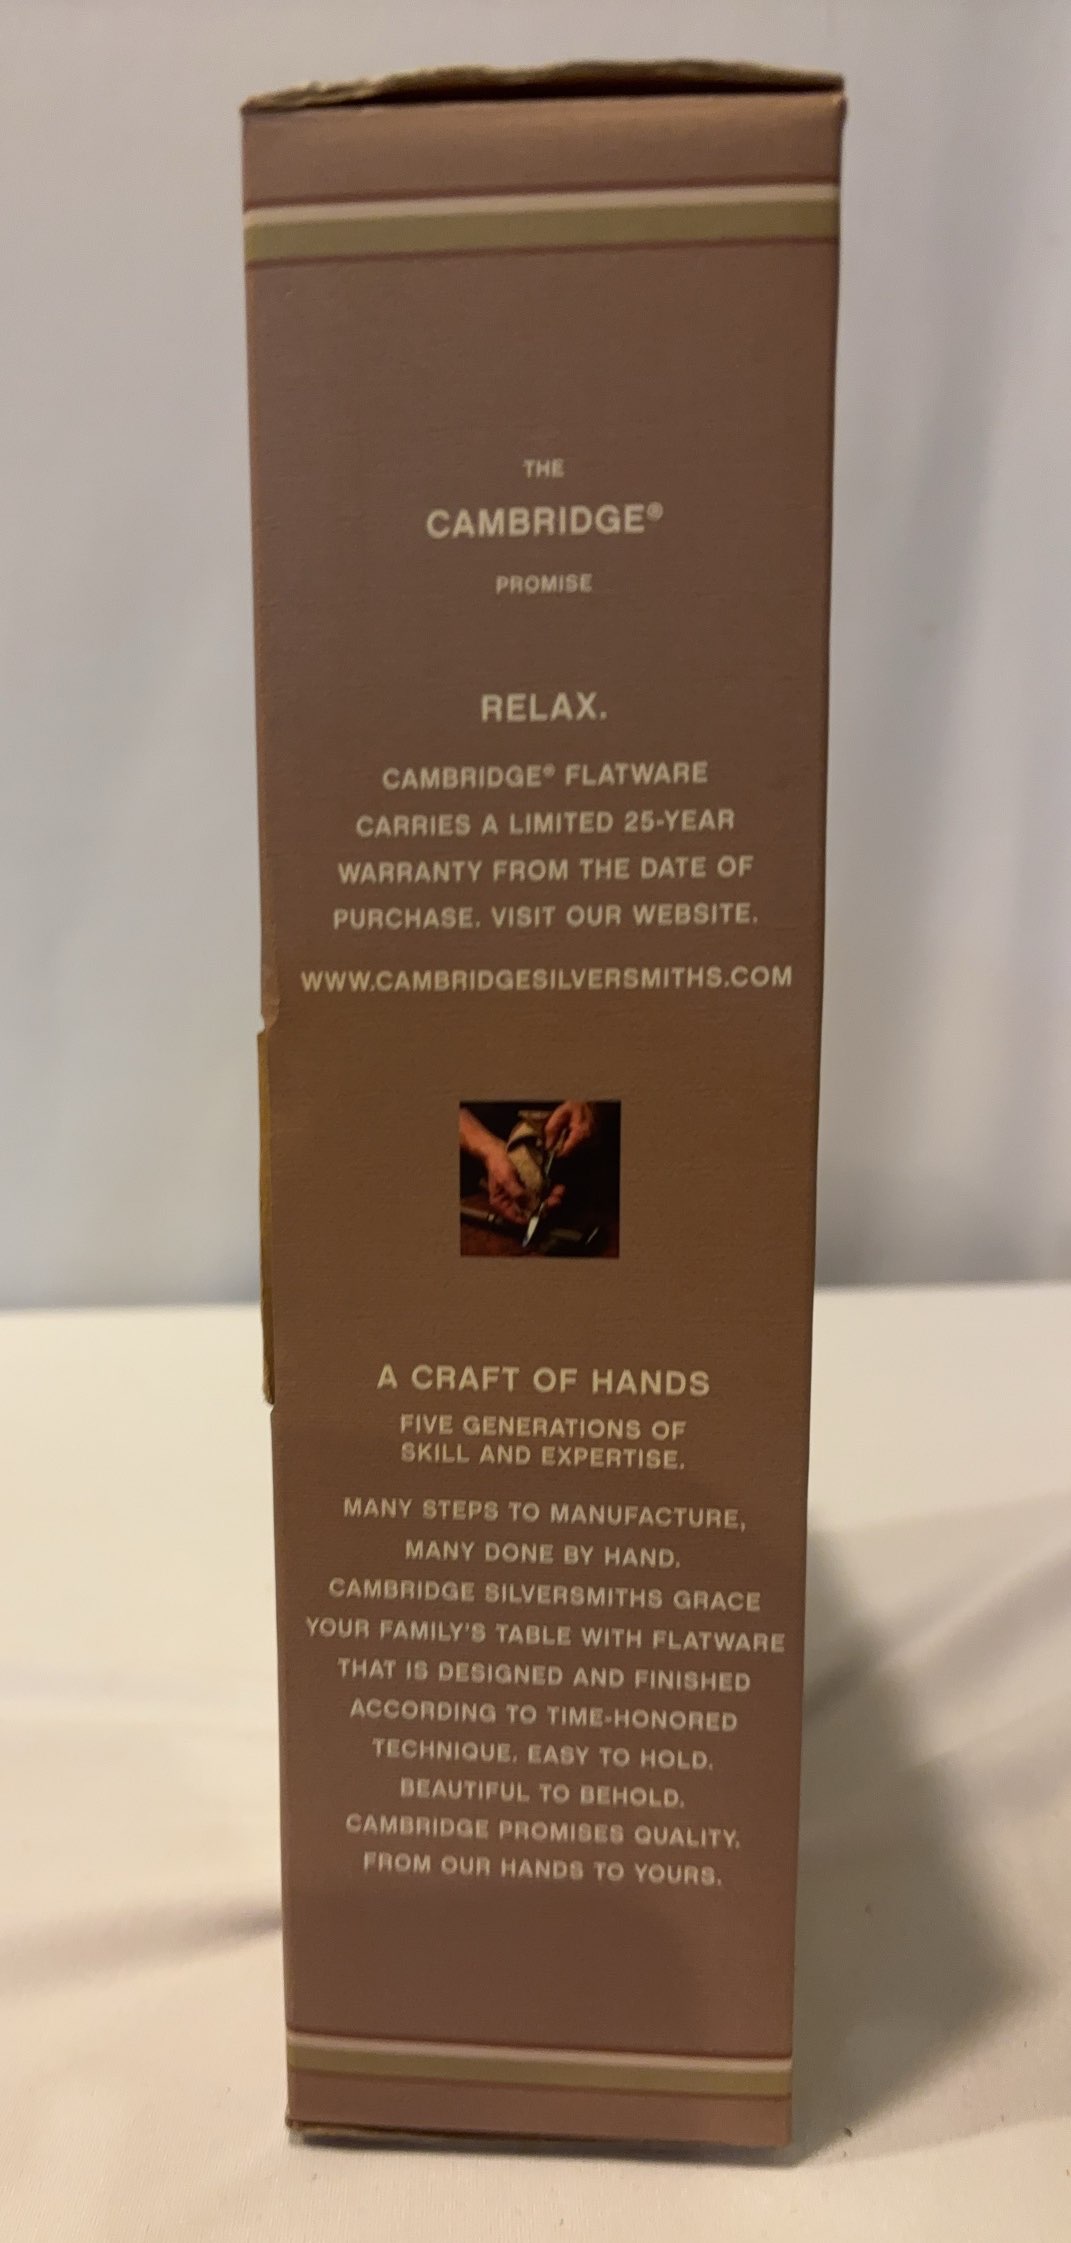 THE
CAMBRIDGE®
PROMISE
RELAX.
CAMBRIDGE® FLATWARE
CARRIES A LIMITED 25-YEAR
WARRANTY FROM THE DATE OF
PURCHASE. VISIT OUR WEBSITE.
WWW.CAMBRIDGESILVERSMITHS.COM
A CRAFT OF HANDS
FIVE GENERATIONS OF
SKILL AND EXPERTISE.
MANY STEPS TO MANUFACTURE,
MANY DONE BY HAND.
CAMBRIDGE SILVERSMITHS GRACE
YOUR FAMILY'S TABLE WITH FLATWARE
THAT IS DESIGNED AND FINISHED
ACCORDING TO TIME-HONORED
TECHNIQUE. EASY TO HOLD.
BEAUTIFUL TO BEHOLD.
CAMBRIDGE PROMISES QUALITY.
FROM OUR HANDS TO YOURS.